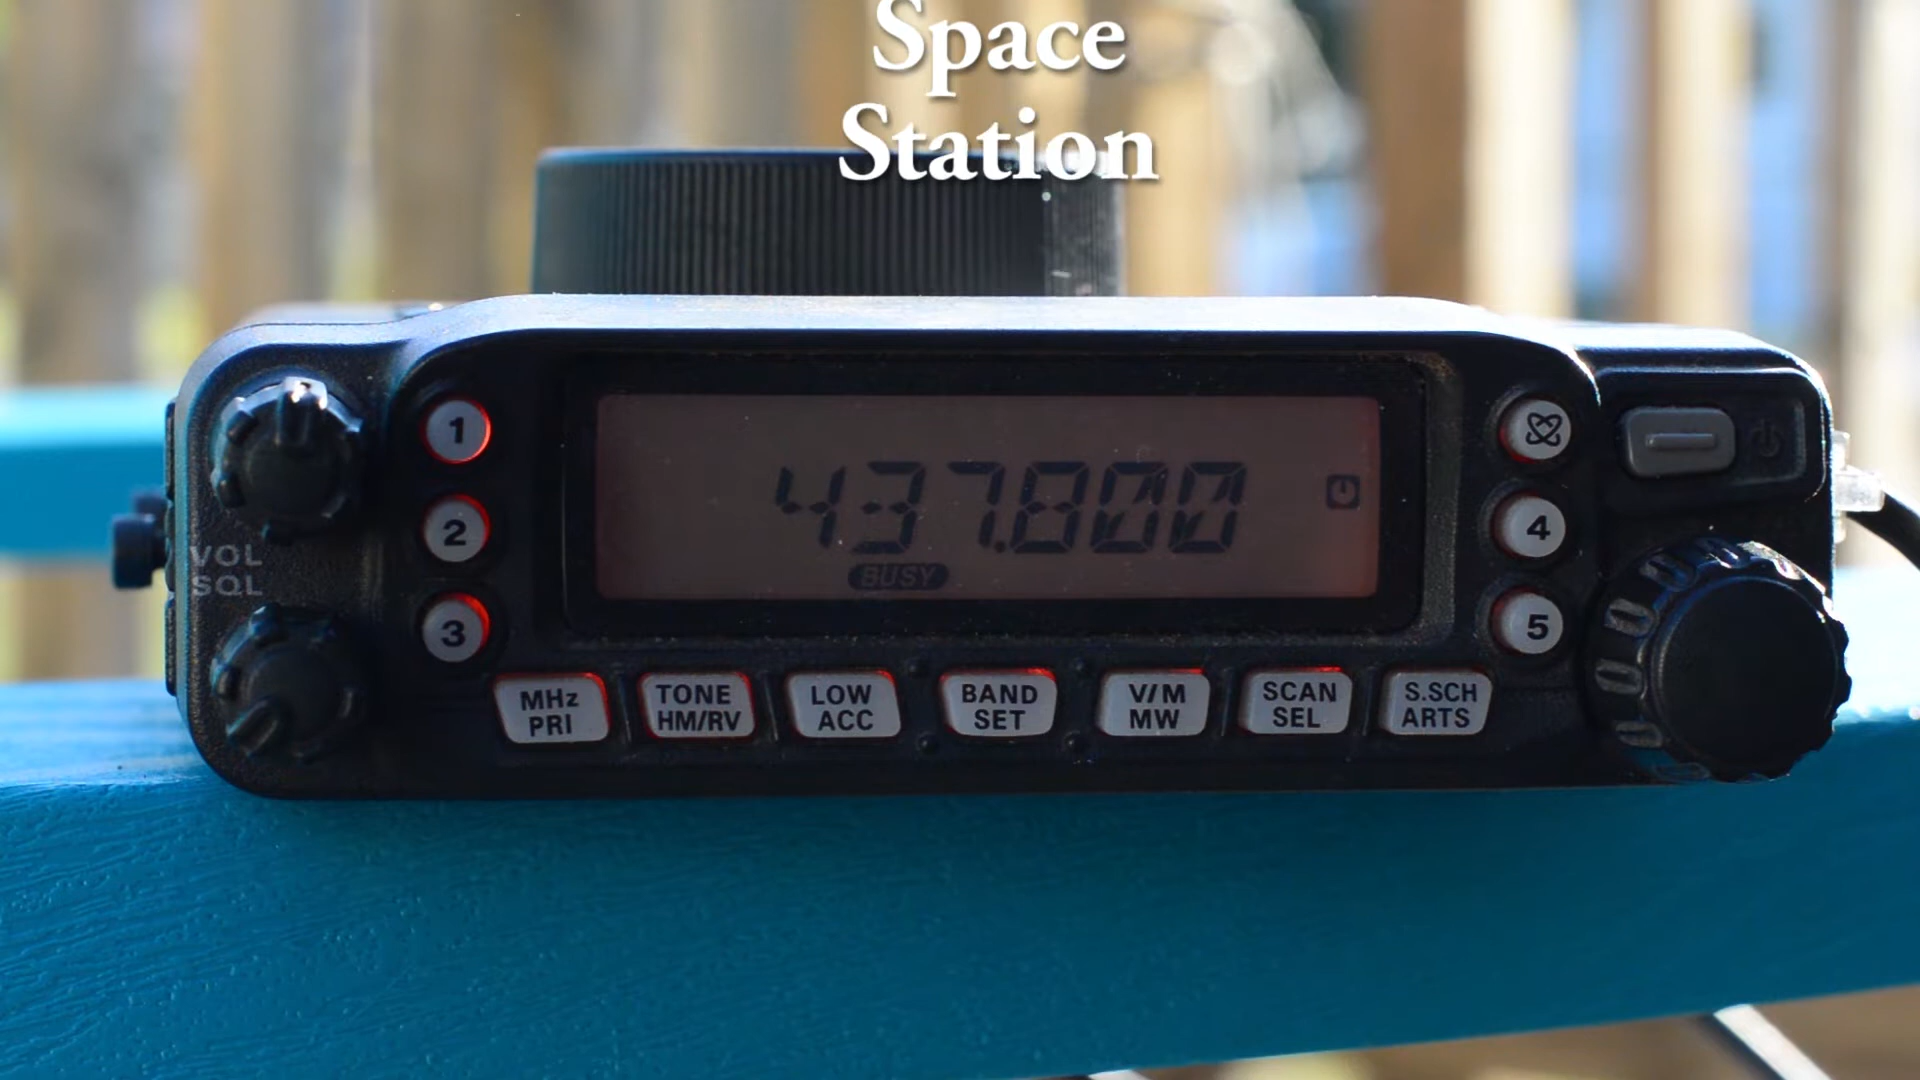 Space
Station
1
437.800
BUSY
VOL
SQL
2
3
4
5
MHz
PRI
TONE
HM/RV
LOW
ACC
BAND
SET
V/M
MW
SCAN
SEL
S.SCH
ARTS